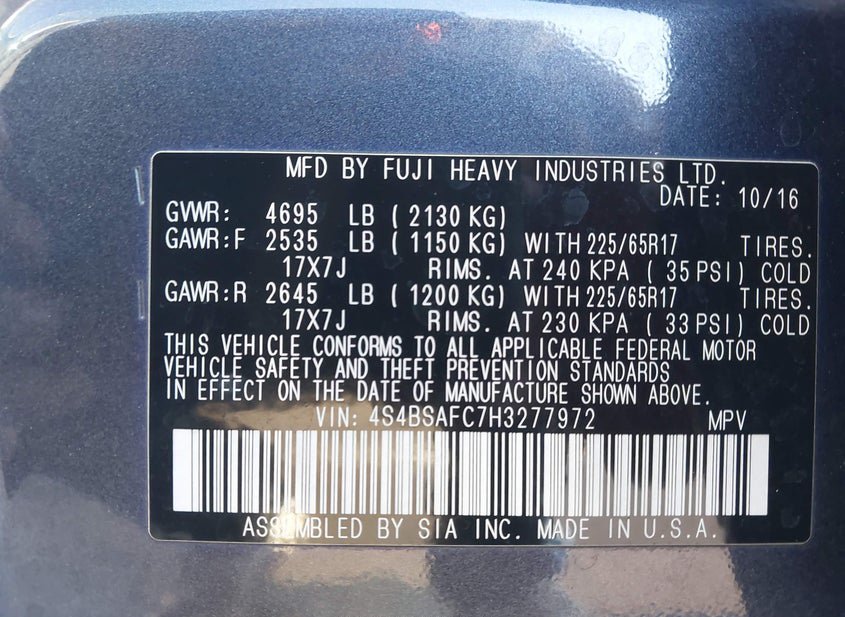 MFD BY FUJI HEAVY INDUSTRIES LTD.
DATE: 10/16
GVWR: 4695 LB ( 2130 KG)
GAWR:F 2535 LB ( 1150 KG) WITH 225/65R17 TIRES.
17X7J RIMS. AT 240 KPA ( 35 PSI) COLD
GAWR:R 2645 LB ( 1200 KG) WITH 225/65R17 TIRES.
17X7J RIMS. AT 230 KPA ( 33 PSI) COLD
THIS VEHICLE CONFORMS TO ALL APPLICABLE FEDERAL MOTOR
VEHICLE SAFETY AND THEFT PREVENTION STANDARDS
IN EFFECT ON THE DATE OF MANUFACTURE SHOWN ABOVE.
VIN: 4S4BSAFC7H3277972 MPV
ASSEMBLED BY SIA INC. MADE IN U.S.A.